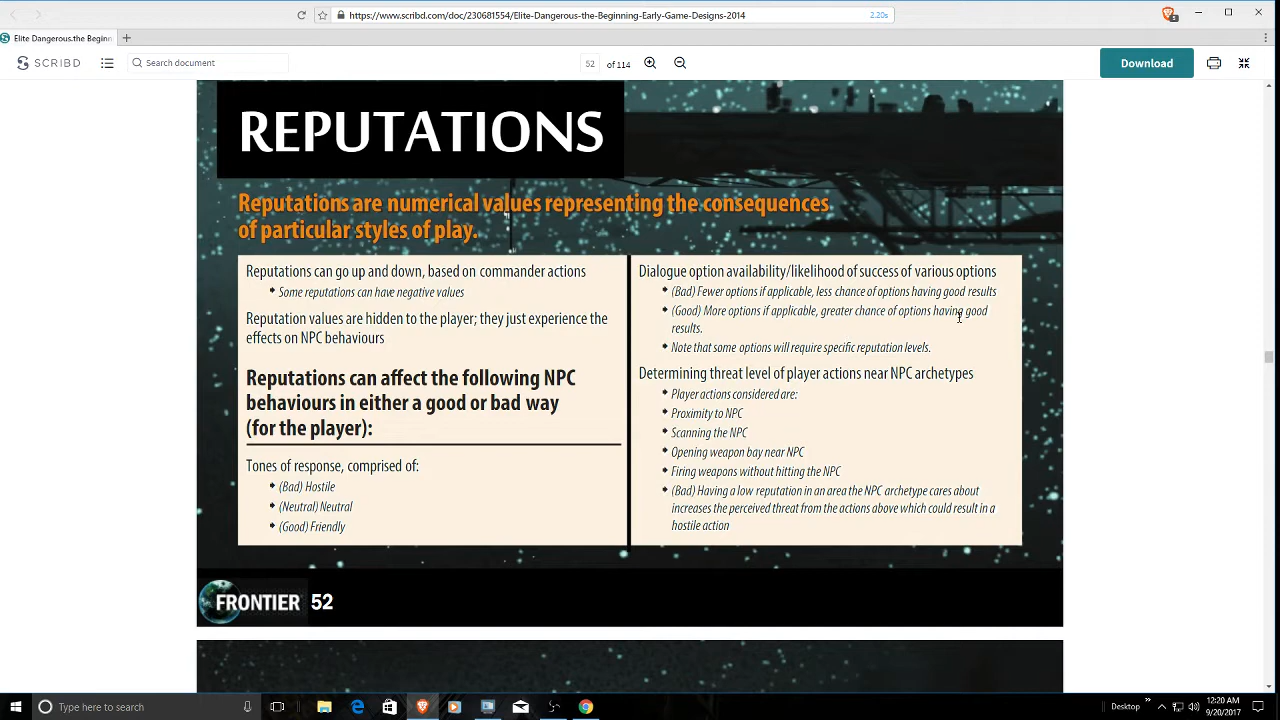 https://www.scribd.com/doc/230681554/Elite-Dangerous-the-Beginning-Early-Game-Designs-2014
2.20s
5
Elite Dangerous.the Beginn
SCRIBD
Search document
52 of 114
Download
REPUTATIONS
Reputations are numerical values representing the consequences
of particular styles of play.
Reputations can go up and down, based on commander actions
Some reputations can have negative values
Reputation values are hidden to the player; they just experience the
effects on NPC behaviours
Reputations can affect the following NPC
behaviours in either a good or bad way
(for the player):
Tones of response, comprised of:
(Bad) Hostile
(Neutral) Neutral
(Good) Friendly
Dialogue option availability/likelihood of success of various options
(Bad) Fewer options if applicable, less chance of options having good results
(Good) More options if applicable, greater chance of options having good
results.
Note that some options will require specific reputation levels.
Determining threat level of player actions near NPC archetypes
Player actions considered are:
Proximity to NPC
Scanning the NPC
Opening weapon bay near NPC
Firing weapons without hitting the NPC
(Bad) Having a low reputation in an area the NPC archetype cares about
increases the perceived threat from the actions above which could result in a
hostile action
FRONTIER 52
Type here to search
Desktop
12:20 AM
9/20/2017